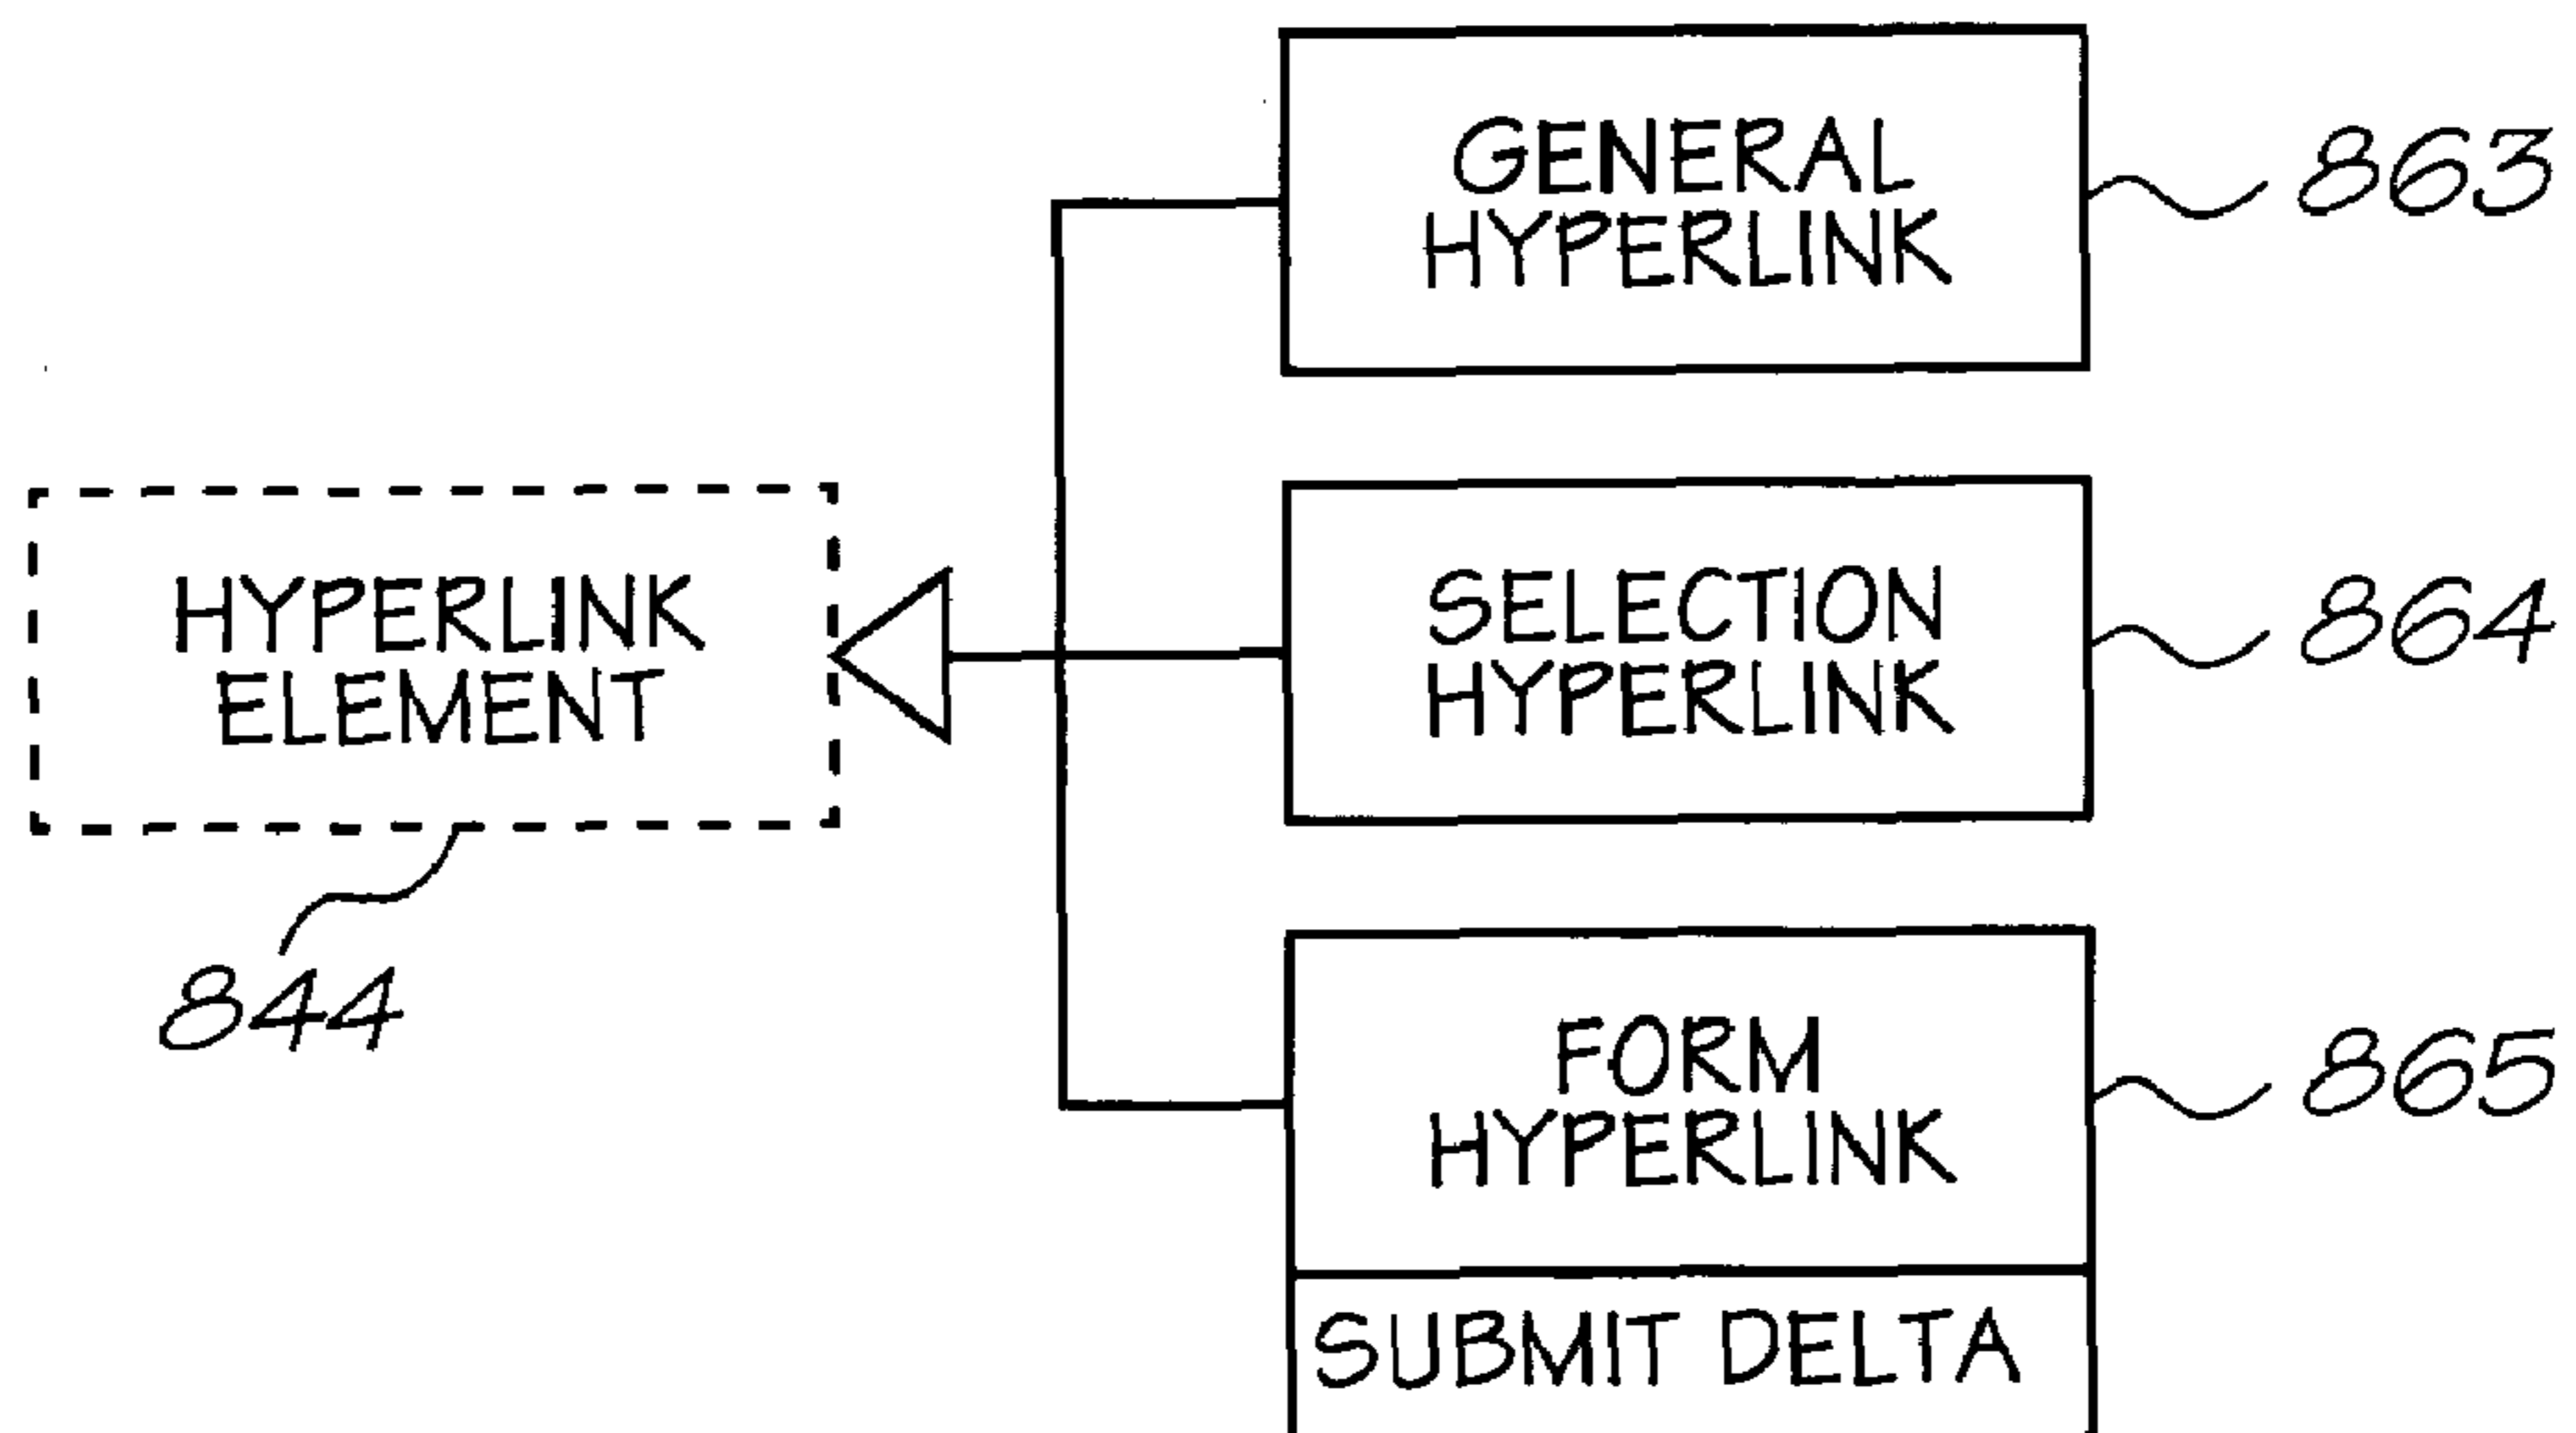 GENERAL
HYPERLINK
863
HYPERLINK
ELEMENT
844
SELECTION
HYPERLINK
864
FORM
HYPERLINK
865
SUBMIT DELTA